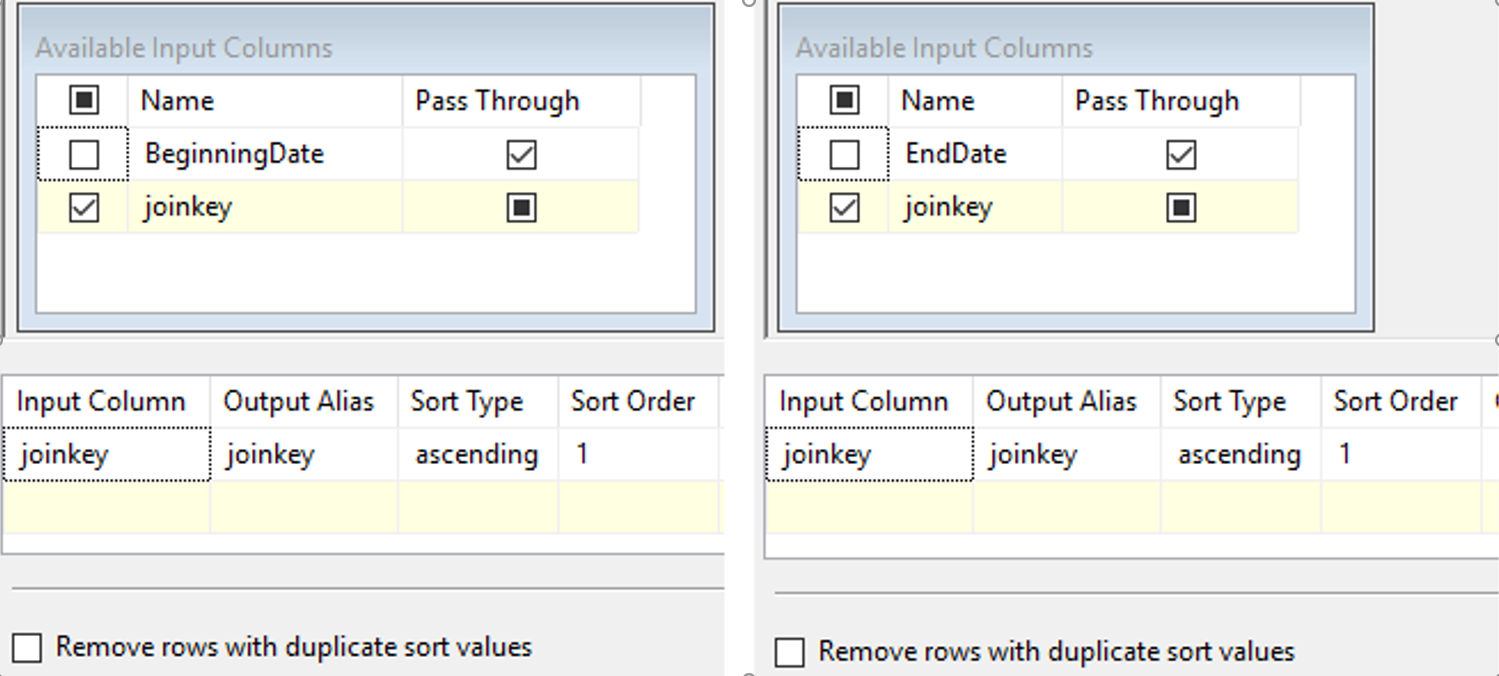 Available Input Columns
Name Pass Through
BeginningDate
joinkey
Input Column Output Alias Sort Type Sort Order
joinkey joinkey ascending 1
Remove rows with duplicate sort values
Available Input Columns
Name Pass Through
EndDate
joinkey
Input Column Output Alias Sort Type Sort Order
joinkey joinkey ascending 1
Remove rows with duplicate sort values